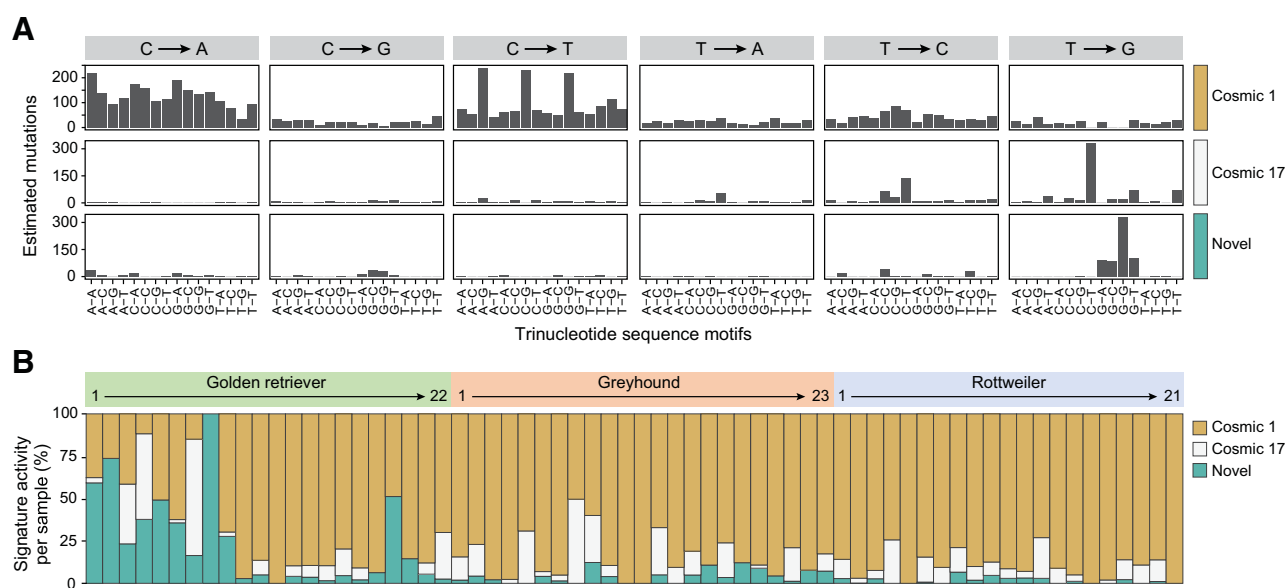 A
C → A
C → G
C → T
T → A
T → C
T → G
Estimated mutations
200
100
0
300
150
0
300
150
0
Cosmic 1
Cosmic 17
Novel
A–A A–C A–G A–T C–A C–C C–G C–T G–A G–C G–G G–T T–A T–C T–G T–T
A–A A–C A–G A–T C–A C–C C–G C–T G–A G–C G–G G–T T–A T–C T–G T–T
A–A A–C A–G A–T C–A C–C C–G C–T G–A G–C G–G G–T T–A T–C T–G T–T
A–A A–C A–G A–T C–A C–C C–G C–T G–A G–C G–G G–T T–A T–C T–G T–T
A–A A–C A–G A–T C–A C–C C–G C–T G–A G–C G–G G–T T–A T–C T–G T–T
A–A A–C A–G A–T C–A C–C C–G C–T G–A G–C G–G G–T T–A T–C T–G T–T
Trinucleotide sequence motifs
B
Golden retriever
1 → 22
Greyhound
1 → 23
Rottweiler
1 → 21
Signature activity
per sample (%)
100
75
50
25
0
Cosmic 1
Cosmic 17
Novel